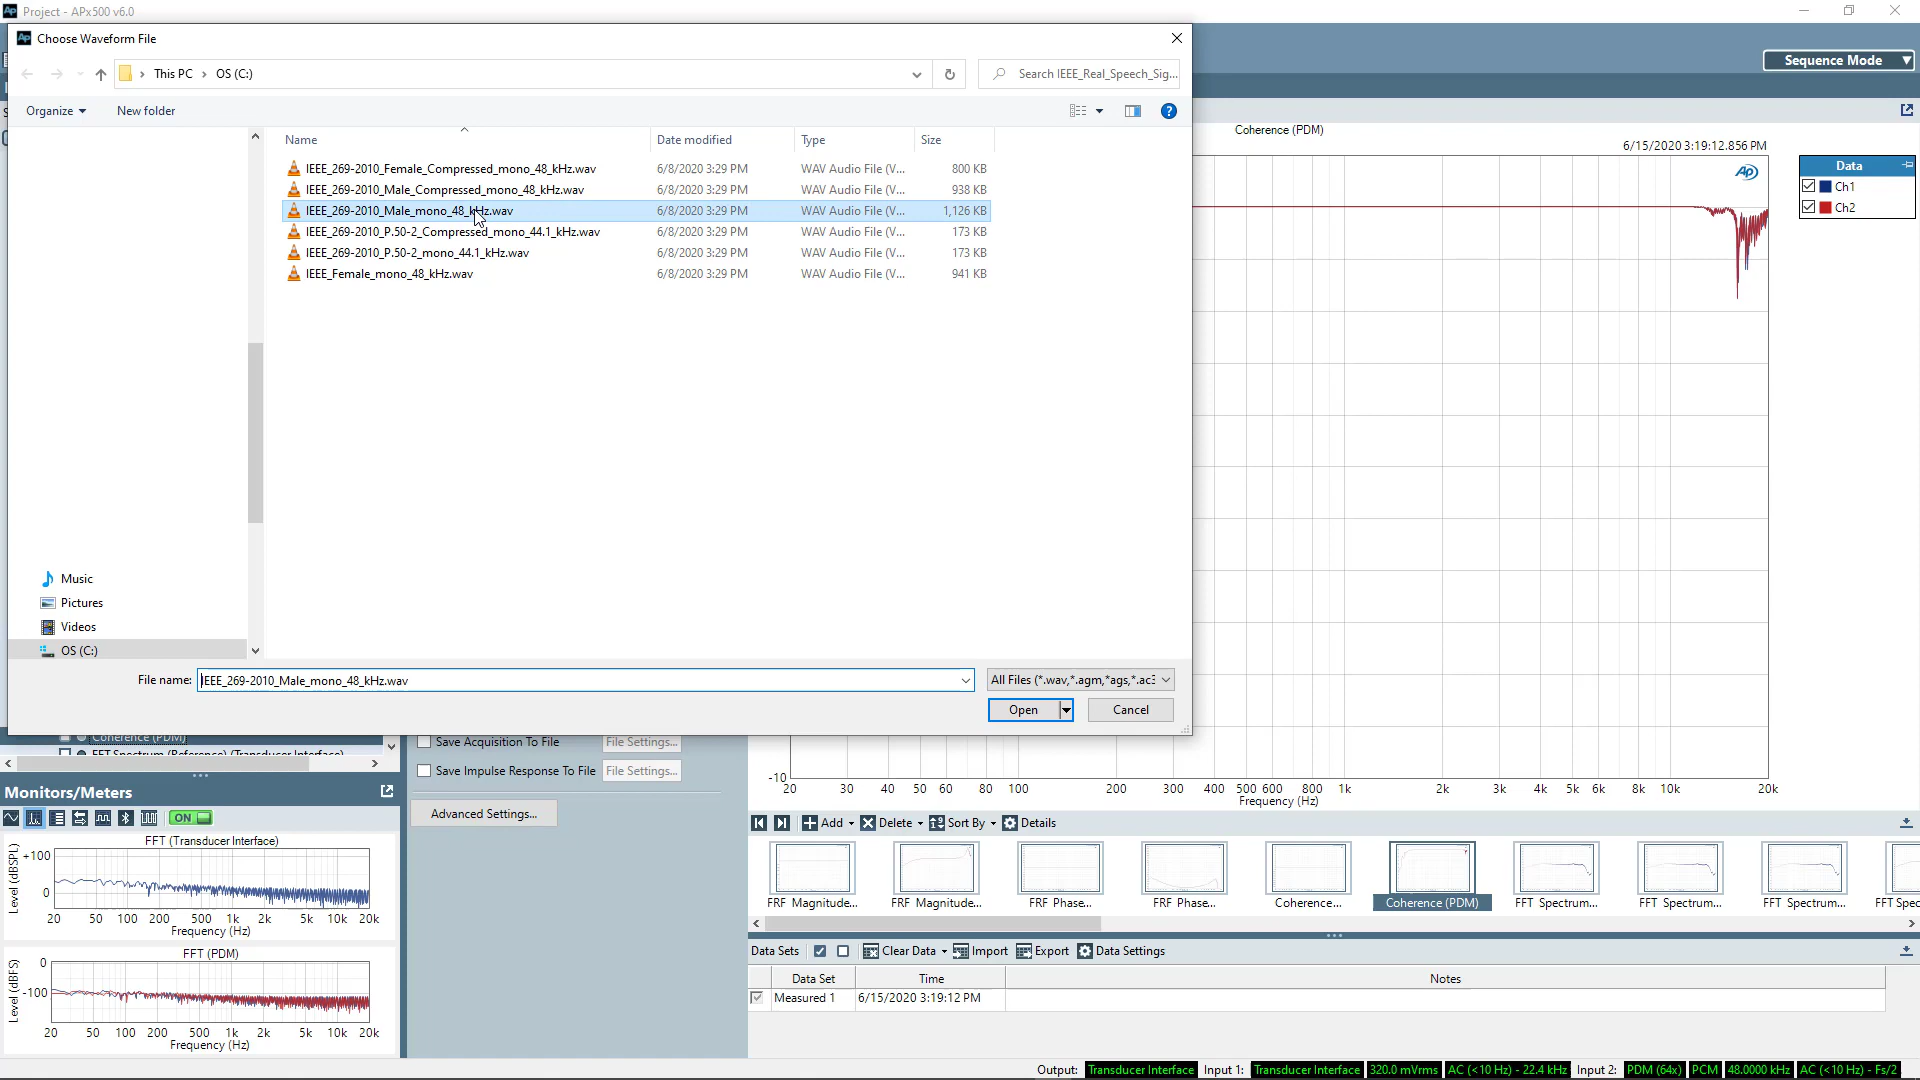 Project - APx500 v6.0
Choose Waveform File
This PC > OS (C:)
Search IEEE_Real_Speech_Sig...
Sequence Mode
Organize
New folder
Name
Date modified
Type
Size
IEEE_269-2010_Female_Compressed_mono_48_kHz.wav 6/8/2020 3:29 PM WAV Audio File (V... 800 KB
IEEE_269-2010_Male_Compressed_mono_48_kHz.wav 6/8/2020 3:29 PM WAV Audio File (V... 938 KB
IEEE_269-2010_Male_mono_48_kHz.wav 6/8/2020 3:29 PM WAV Audio File (V... 1,126 KB
IEEE_269-2010_P.50-2_Compressed_mono_44.1_kHz.wav 6/8/2020 3:29 PM WAV Audio File (V... 173 KB
IEEE_269-2010_P.50-2_mono_44.1_kHz.wav 6/8/2020 3:29 PM WAV Audio File (V... 173 KB
IEEE_Female_mono_48_kHz.wav 6/8/2020 3:29 PM WAV Audio File (V... 941 KB
Music
Pictures
Videos
OS (C:)
File name: IEEE_269-2010_Male_mono_48_kHz.wav
All Files (*.wav,*.agm,*ags,*.ac3
Open
Cancel
Coherence (PDM)
6/15/2020 3:19:12.856 PM
Data
Ch1
Ch2
-10
20 30 40 50 60 80 100 200 300 400 500 600 800 1k 2k 3k 4k 5k 6k 8k 10k 20k
Frequency (Hz)
Coherence (PDM)
FFT Spectrum (Reference) (Transducer Interface)
Save Acquisition To File File Settings...
Save Impulse Response To File File Settings...
Advanced Settings...
Monitors/Meters
ON
FFT (Transducer Interface)
Level (dBSPL)
+100
0
20 50 100 200 500 1k 2k 5k 10k 20k
Frequency (Hz)
FFT (PDM)
Level (dBFS)
0
-100
20 50 100 200 500 1k 2k 5k 10k 20k
Frequency (Hz)
Add Delete Sort By Details
FRF Magnitude... FRF Magnitude... FRF Phase... FRF Phase... Coherence... Coherence (PDM) FFT Spectrum... FFT Spectrum... FFT Spectrum... FFT Spec
Data Sets Clear Data Import Export Data Settings
Data Set Time Notes
Measured 1 6/15/2020 3:19:12 PM
Output: Transducer Interface Input 1: Transducer Interface 320.0 mVrms AC (<10 Hz) - 22.4 kHz Input 2: PDM (64x) PCM 48.0000 kHz AC (<10 Hz) - Fs/2